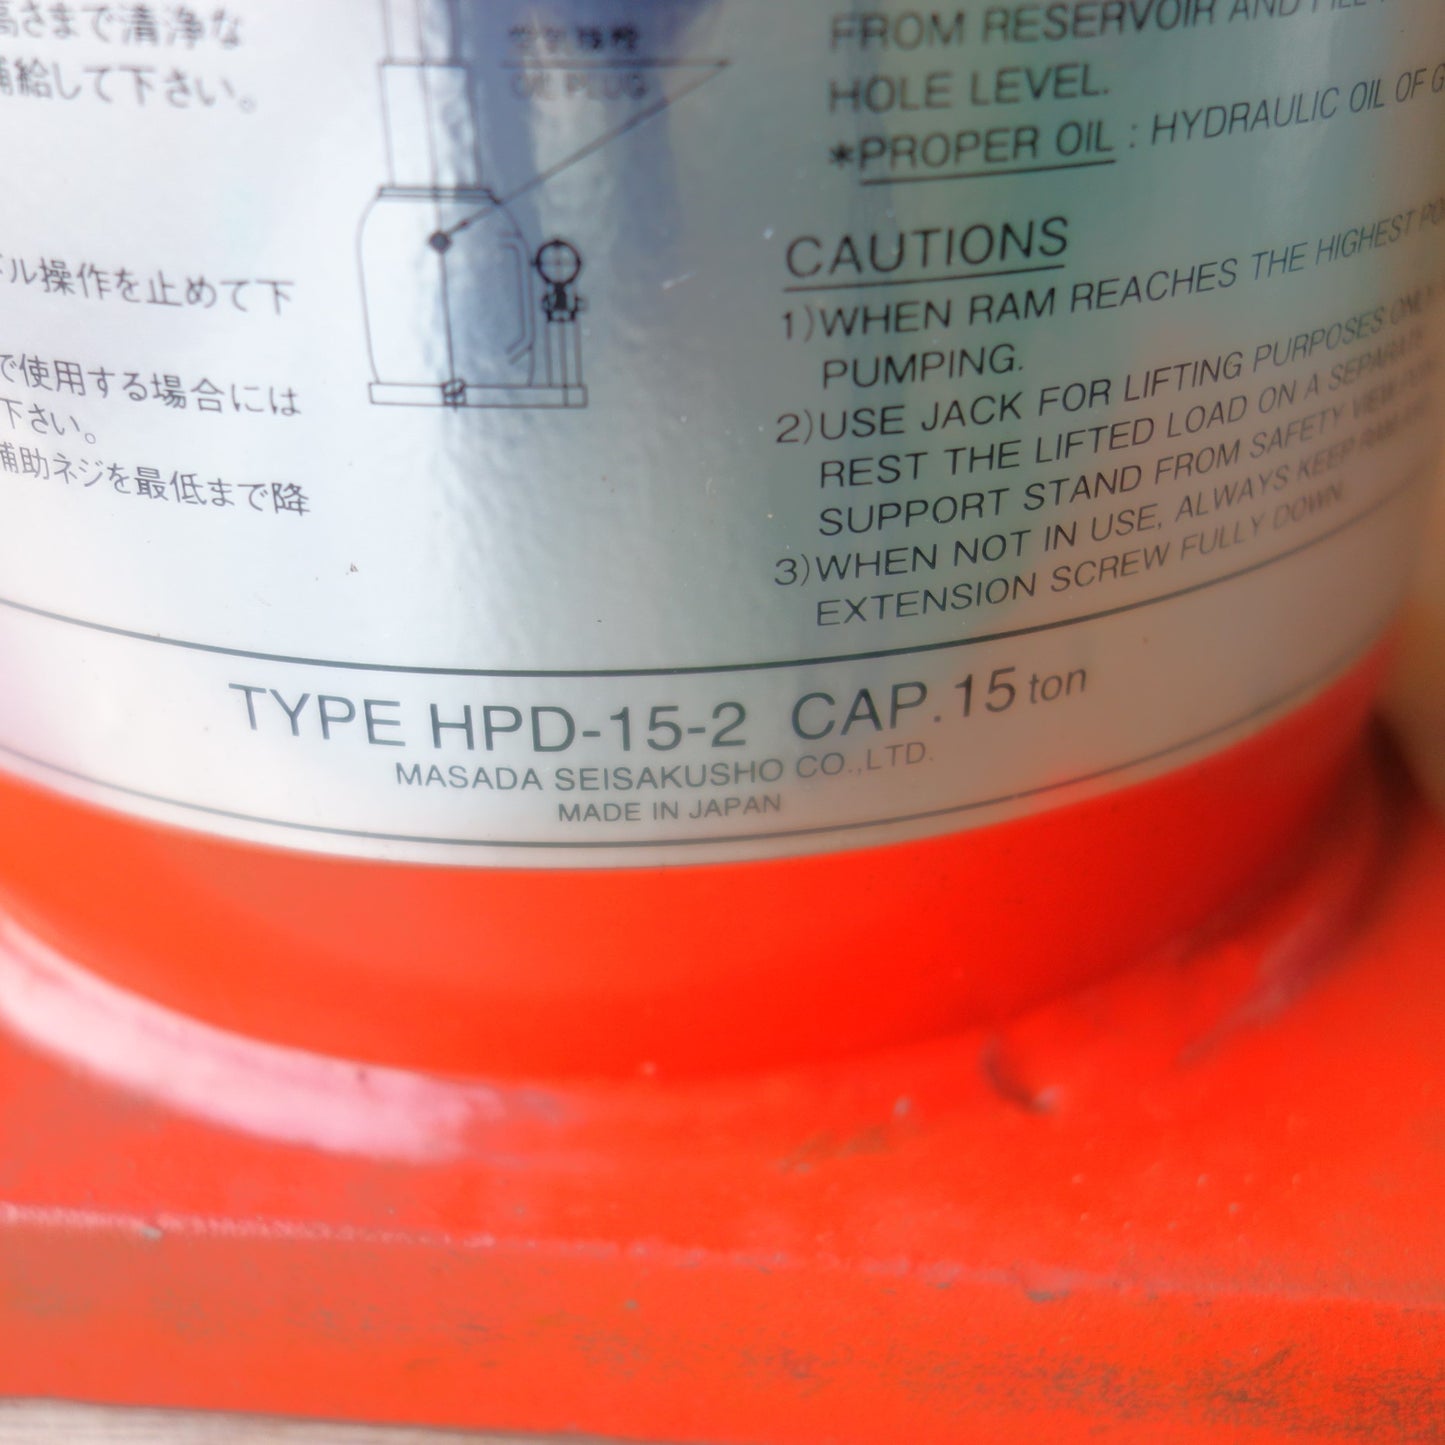 高さまで清浄な
補給して下さい。
ル操作を止めて下
で使用する場合には
下さい。
補助ネジを最低まで降
OIL PLUG
FROM RESERVOIR AND FILL
HOLE LEVEL.
*PROPER OIL : HYDRAULIC OIL OF G
CAUTIONS
1)WHEN RAM REACHES THE HIGHEST
PUMPING.
2)USE JACK FOR LIFTING PURPOSES ONLY
REST THE LIFTED LOAD ON A SEPARATE
SUPPORT STAND FROM SAFETY VIEW
3)WHEN NOT IN USE, ALWAYS KEEP RAM
EXTENSION SCREW FULLY DOWN.
TYPE HPD-15-2 CAP. 15 ton
MASADA SEISAKUSHO CO.,LTD.
MADE IN JAPAN